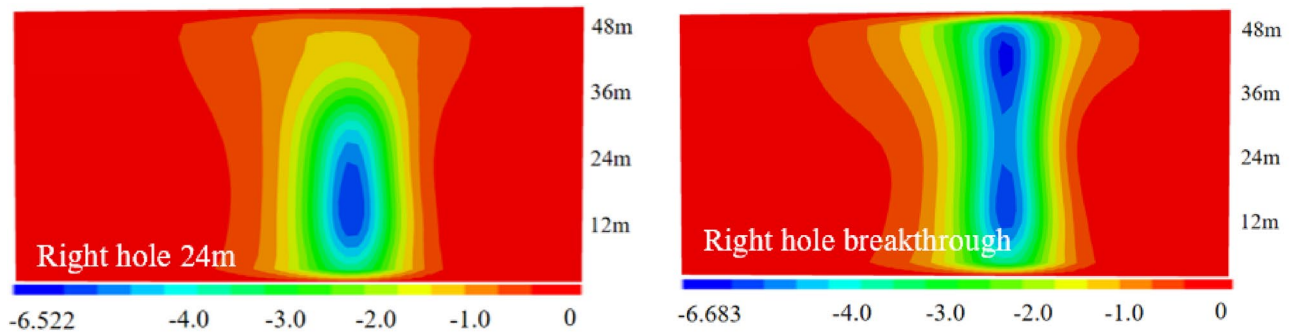 48m
36m
24m
12m
Right hole 24m
-6.522 -4.0 -3.0 -2.0 -1.0 0
48m
36m
24m
12m
Right hole breakthrough
-6.683 -4.0 -3.0 -2.0 -1.0 0